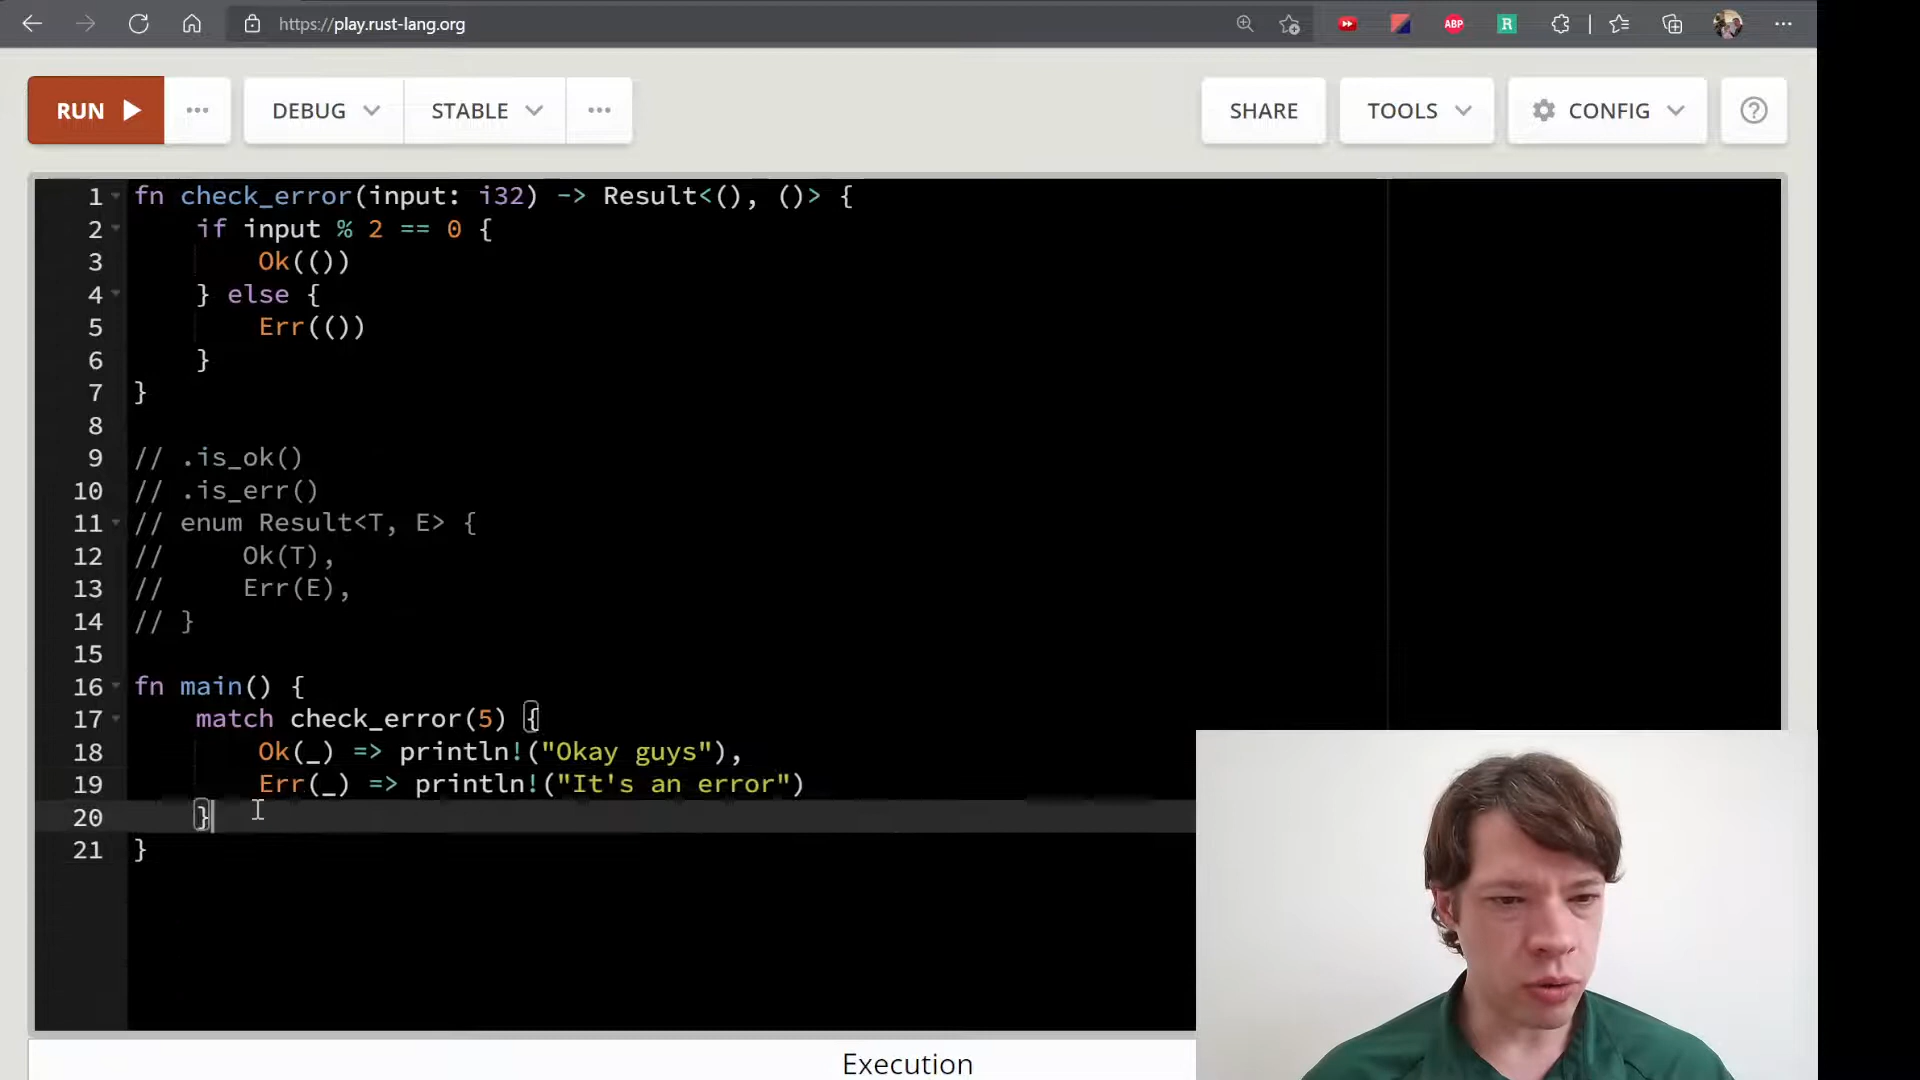 https://play.rust-lang.org
ABP
R
RUN
DEBUG
STABLE
SHARE
TOOLS
CONFIG
1 fn check_error(input: i32) -> Result<(), ()> {
2 if input % 2 == 0 {
3 Ok(())
4 } else {
5 Err(())
6 }
7 }
8
9 // .is_ok()
10 // .is_err()
11 // enum Result<T, E> {
12 // Ok(T),
13 // Err(E),
14 // }
15
16 fn main() {
17 match check_error(5) {
18 Ok(_) => println!("Okay guys"),
19 Err(_) => println!("It's an error")
20 }
21 }
Execution